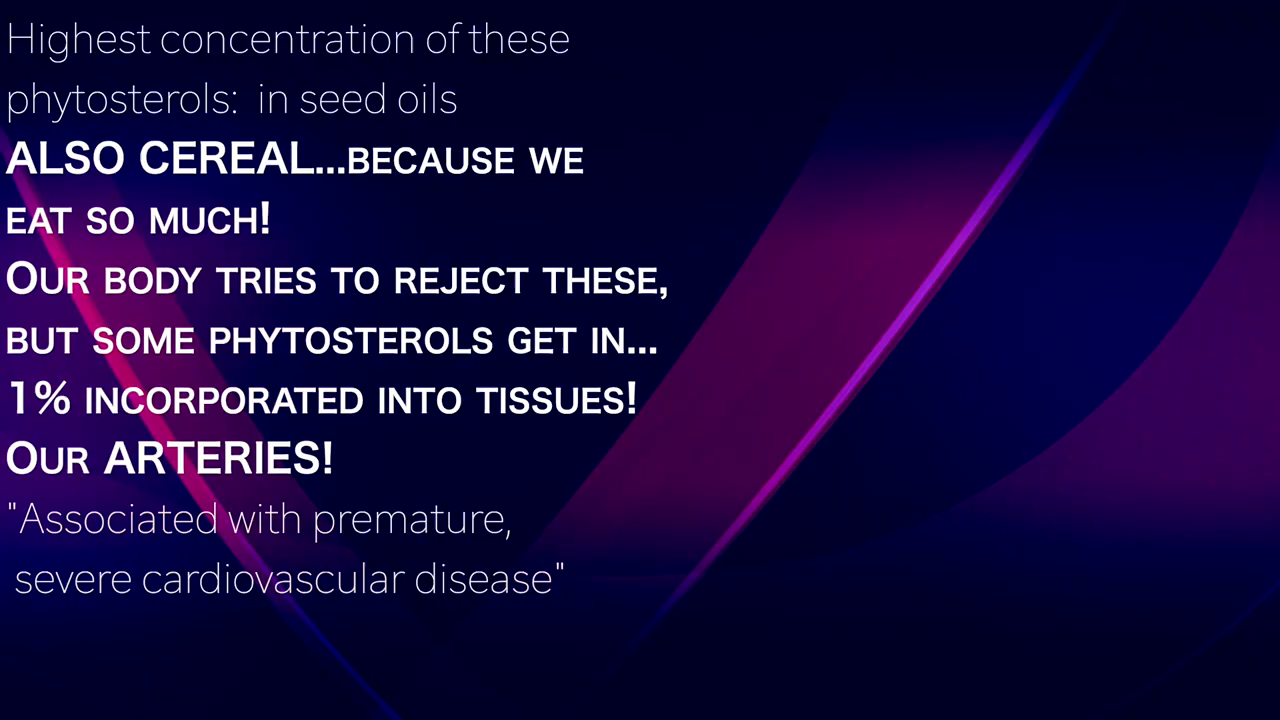 Highest concentration of these
phytosterols:  in seed oils
ALSO CEREAL...BECAUSE WE
EAT SO MUCH!
OUR BODY TRIES TO REJECT THESE,
BUT SOME PHYTOSTEROLS GET IN...
1% INCORPORATED INTO TISSUES!
OUR ARTERIES!
"Associated with premature,
severe cardiovascular disease"